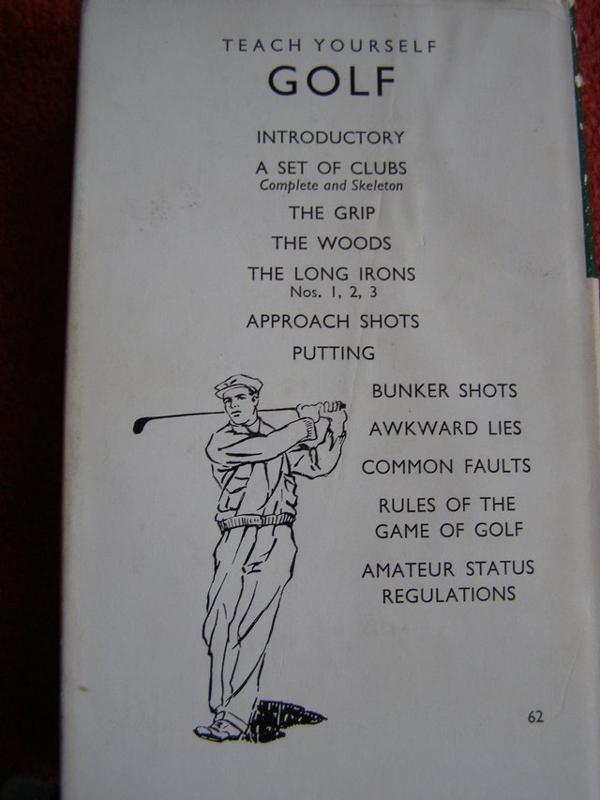 TEACH YOURSELF
GOLF
INTRODUCTORY
A SET OF CLUBS
Complete and Skeleton
THE GRIP
THE WOODS
THE LONG IRONS
Nos. 1, 2, 3
APPROACH SHOTS
PUTTING
BUNKER SHOTS
AWKWARD LIES
COMMON FAULTS
RULES OF THE
GAME OF GOLF
AMATEUR STATUS
REGULATIONS
62